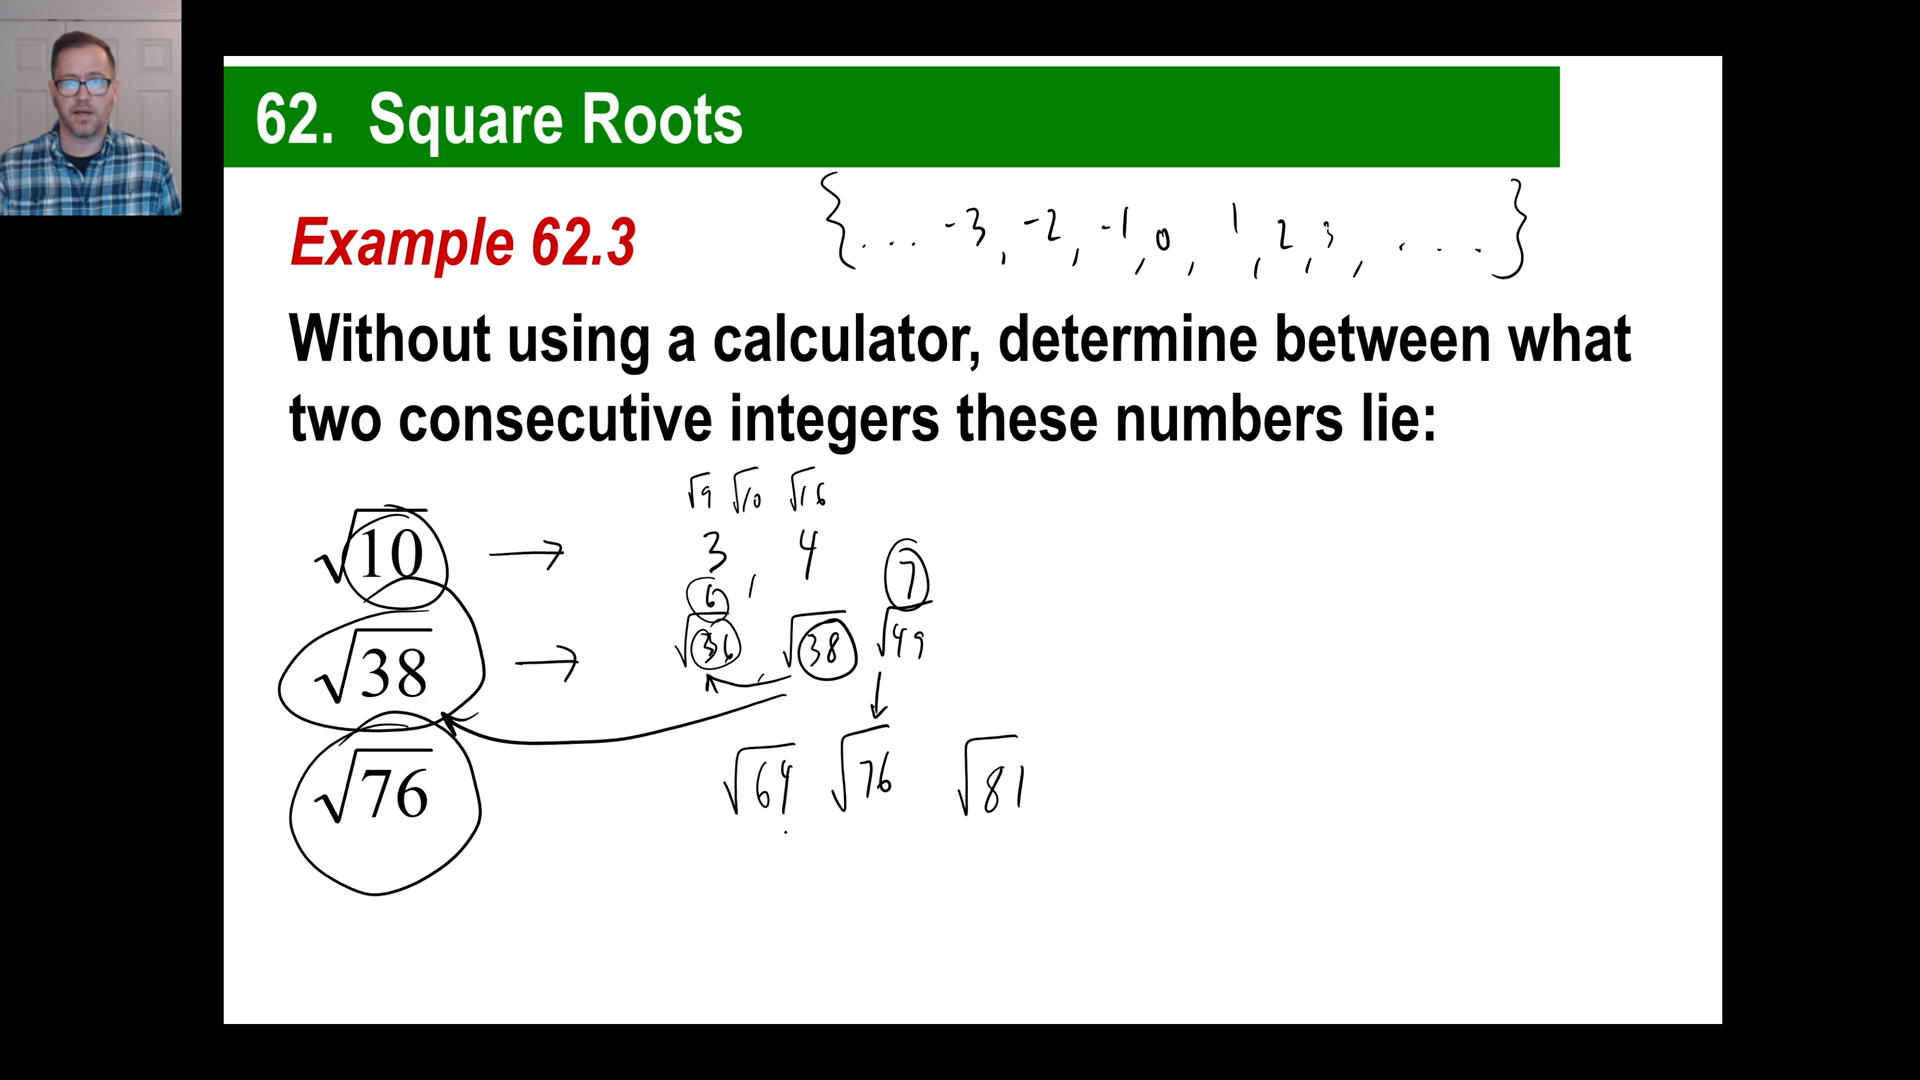 62. Square Roots
Example 62.3
{... -3, -2, -1, 0, 1, 2, 3, ...}
Without using a calculator, determine between what
two consecutive integers these numbers lie:
√9 √10 √16
√10 → 3, 4
6 7
√38 → √36 √38 √49
√76 √64 √76 √81